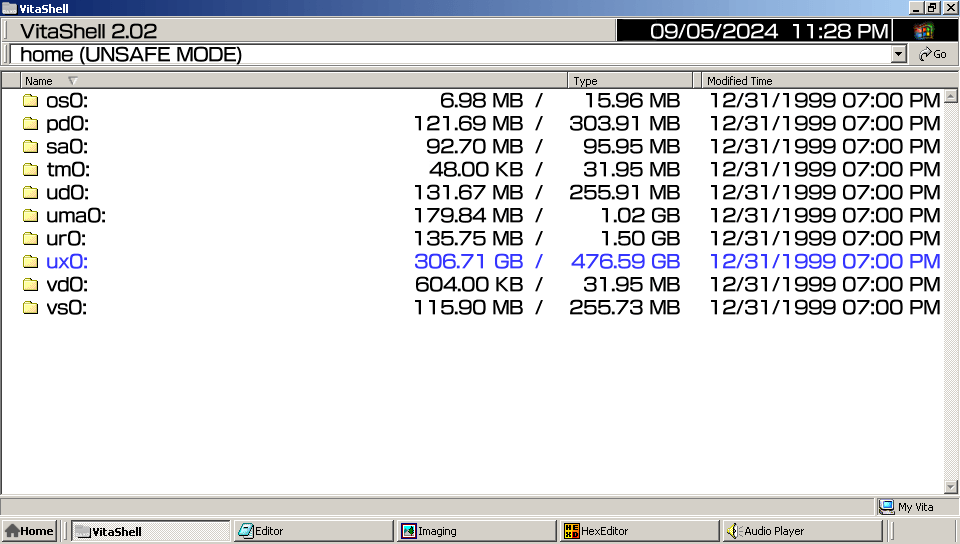 VitaShell
VitaShell 2.02 09/05/2024 11:28 PM
home (UNSAFE MODE) Go
Name Type Modified Time
os0: 6.98 MB / 15.96 MB 12/31/1999 07:00 PM
pd0: 121.69 MB / 303.91 MB 12/31/1999 07:00 PM
sa0: 92.70 MB / 95.95 MB 12/31/1999 07:00 PM
tm0: 48.00 KB / 31.95 MB 12/31/1999 07:00 PM
ud0: 131.67 MB / 255.91 MB 12/31/1999 07:00 PM
uma0: 179.84 MB / 1.02 GB 12/31/1999 07:00 PM
ur0: 135.75 MB / 1.50 GB 12/31/1999 07:00 PM
ux0: 306.71 GB / 476.59 GB 12/31/1999 07:00 PM
vd0: 604.00 KB / 31.95 MB 12/31/1999 07:00 PM
vs0: 115.90 MB / 255.73 MB 12/31/1999 07:00 PM
My Vita
Home VitaShell Editor Imaging HexEditor Audio Player